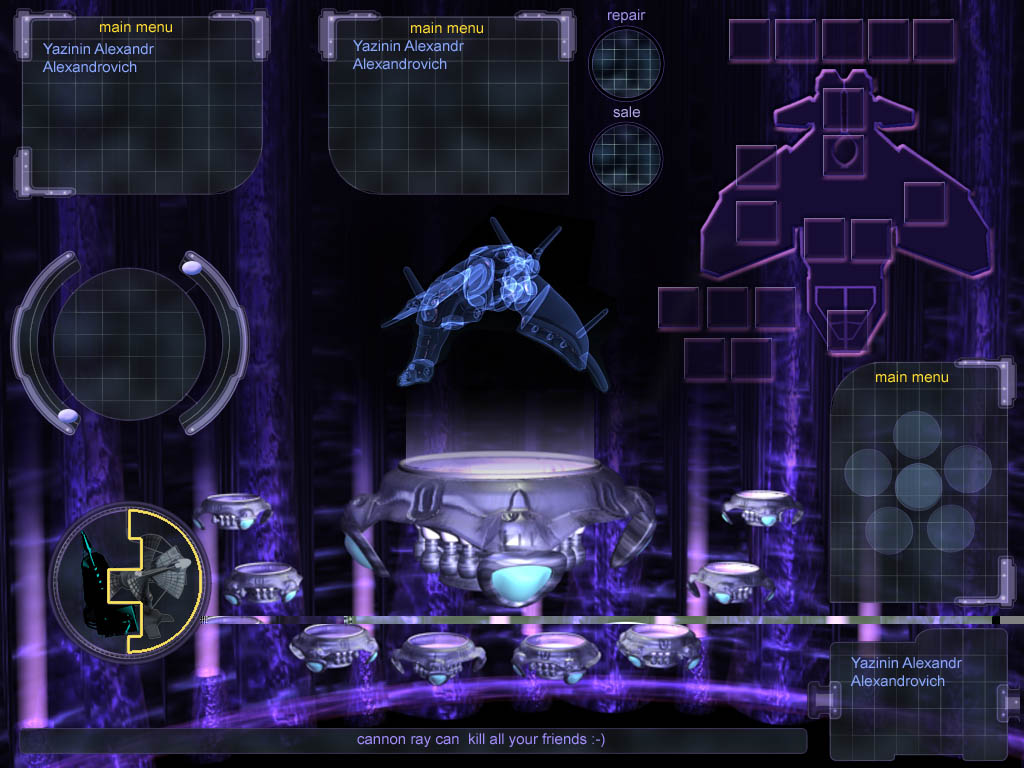 main menu
Yazinin Alexandr
Alexandrovich
main menu
Yazinin Alexandr
Alexandrovich
repair
sale
main menu
Yazinin Alexandr
Alexandrovich
cannon ray can  kill all your friends :-)